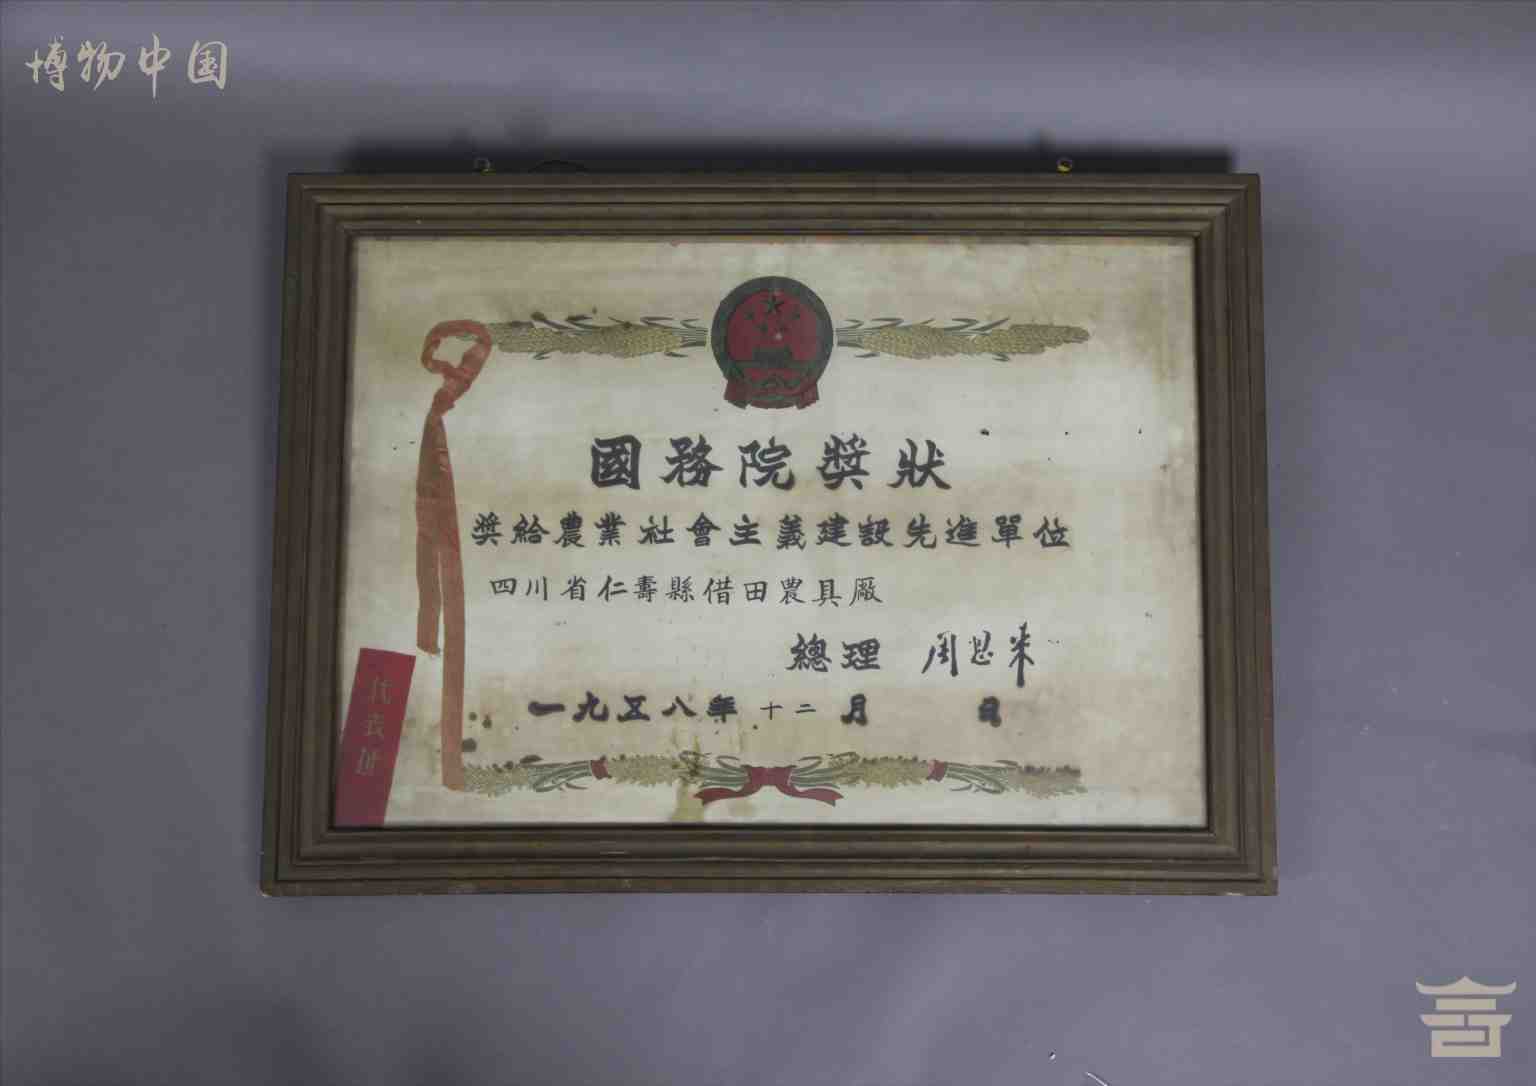 博物中国
國務院獎狀
獎給農業社會主義建設先進單位
四川省仁壽縣借田農具廠
總理 周恩来
一九五八年十二月 日
代表证